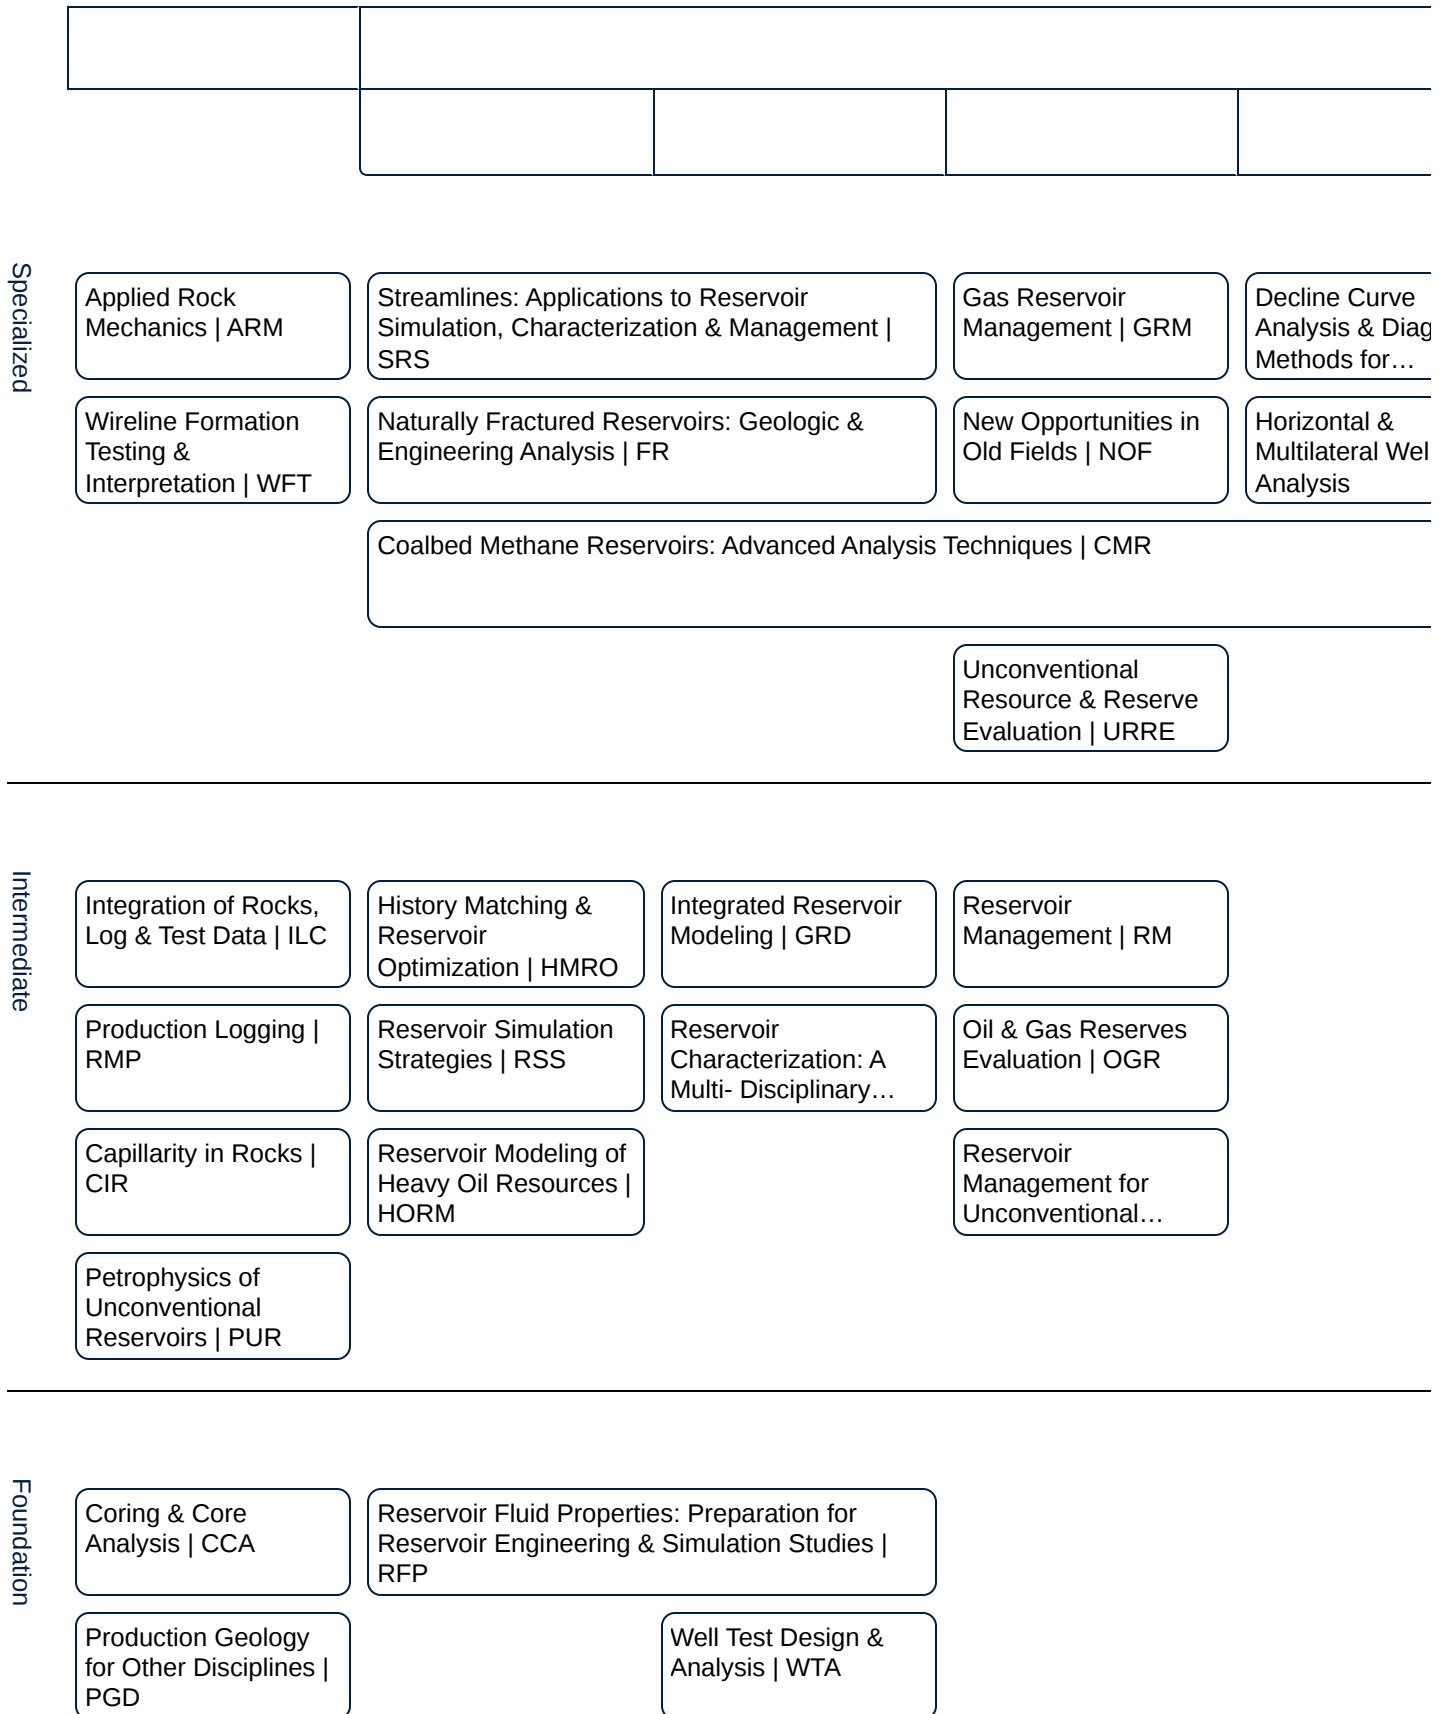 Specialized
Applied Rock
Mechanics | ARM
Streamlines: Applications to Reservoir
Simulation, Characterization & Management |
SRS
Gas Reservoir
Management | GRM
Decline Curve
Analysis & Diag
Methods for…
Wireline Formation
Testing &
Interpretation | WFT
Naturally Fractured Reservoirs: Geologic &
Engineering Analysis | FR
New Opportunities in
Old Fields | NOF
Horizontal &
Multilateral Wel
Analysis
Coalbed Methane Reservoirs: Advanced Analysis Techniques | CMR
Unconventional
Resource & Reserve
Evaluation | URRE
Intermediate
Integration of Rocks,
Log & Test Data | ILC
History Matching &
Reservoir
Optimization | HMRO
Integrated Reservoir
Modeling | GRD
Reservoir
Management | RM
Production Logging |
RMP
Reservoir Simulation
Strategies | RSS
Reservoir
Characterization: A
Multi- Disciplinary…
Oil & Gas Reserves
Evaluation | OGR
Capillarity in Rocks |
CIR
Reservoir Modeling of
Heavy Oil Resources |
HORM
Reservoir
Management for
Unconventional…
Petrophysics of
Unconventional
Reservoirs | PUR
Foundation
Coring & Core
Analysis | CCA
Reservoir Fluid Properties: Preparation for
Reservoir Engineering & Simulation Studies |
RFP
Production Geology
for Other Disciplines |
PGD
Well Test Design &
Analysis | WTA